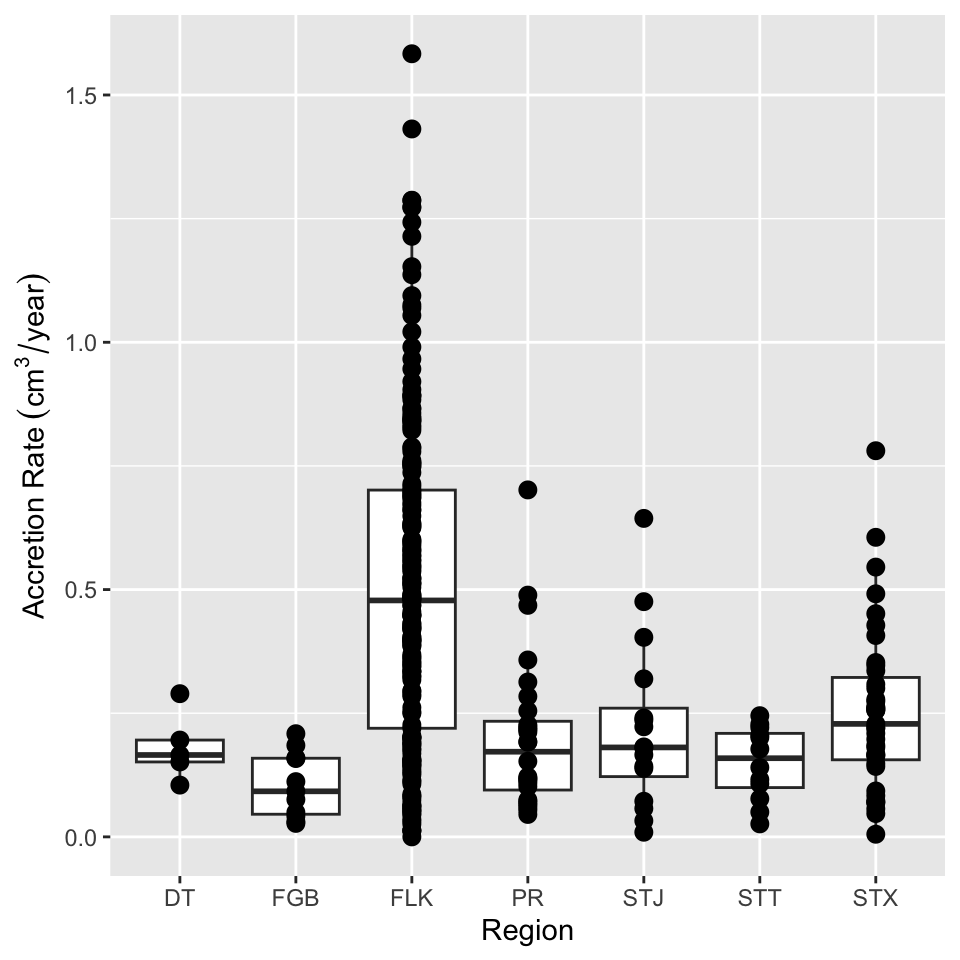 Accretion Rate (cm³/year)
1.5
1.0
0.5
0.0
DT FGB FLK PR STJ STT STX
Region